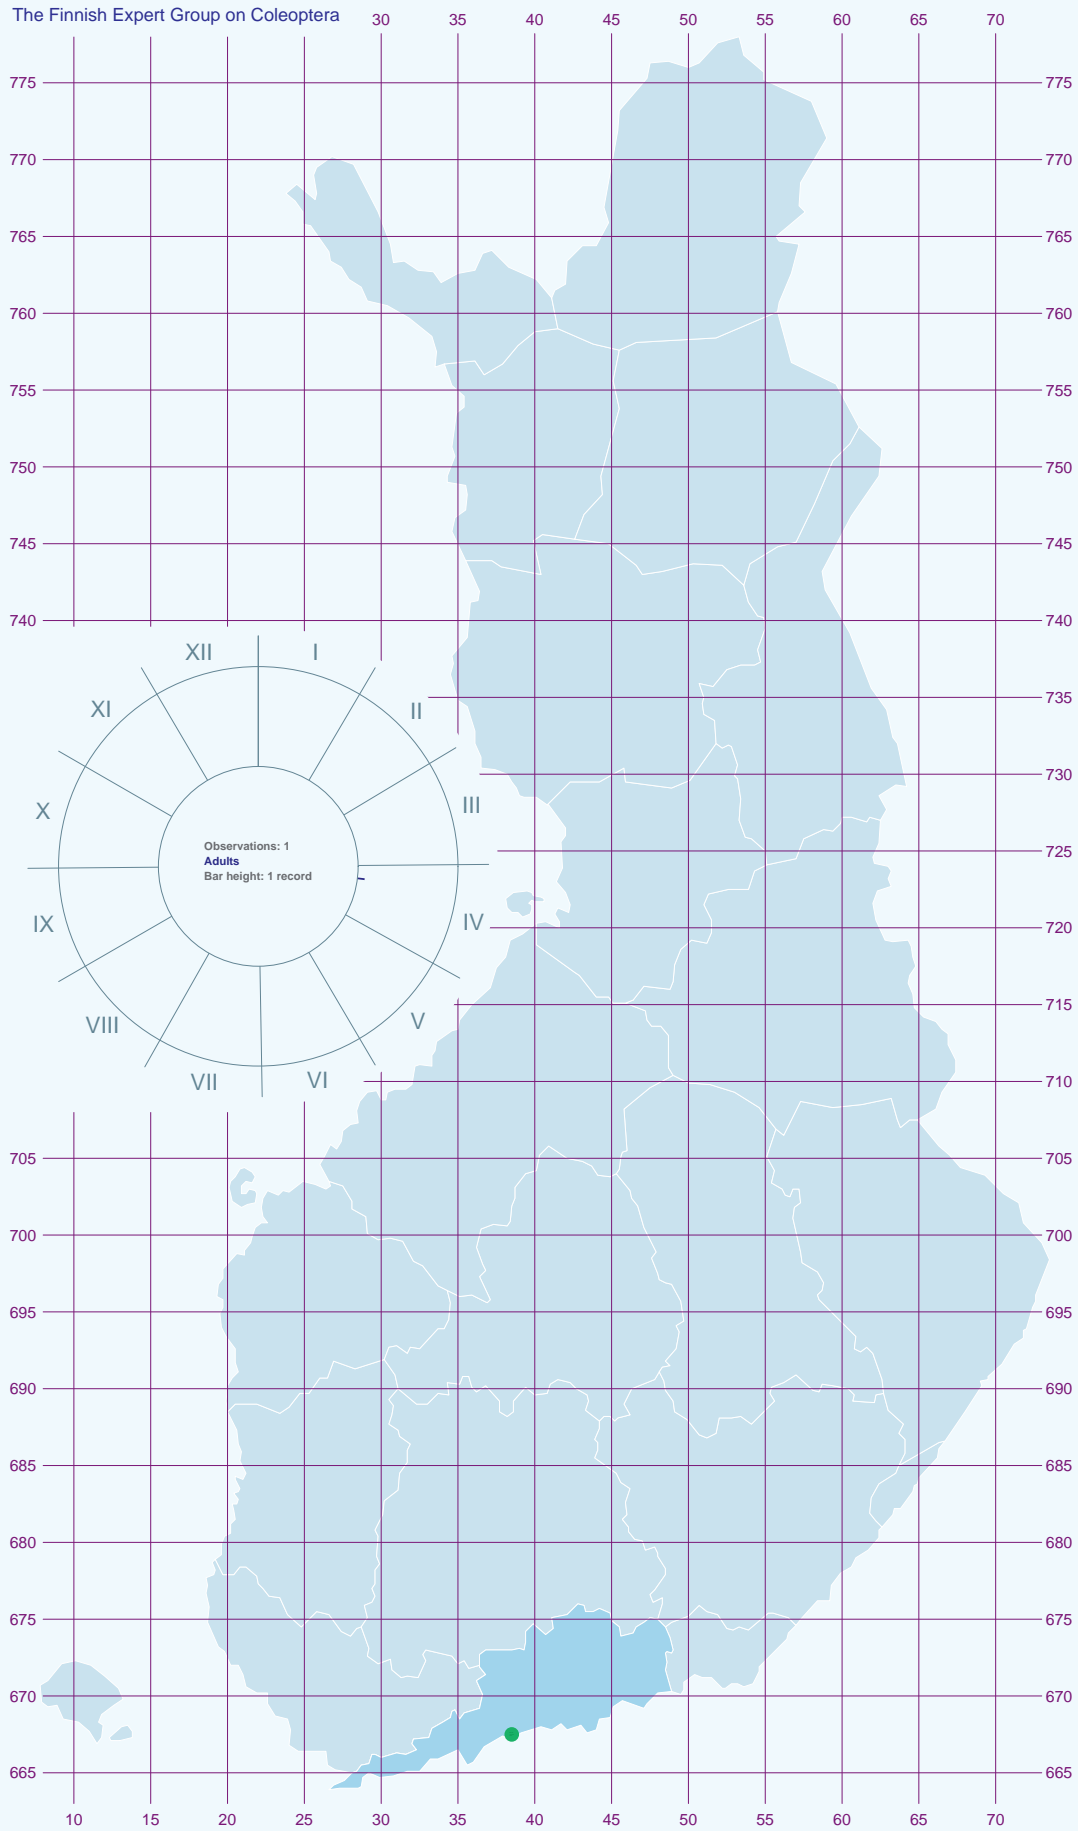 The Finnish Expert Group on Coleoptera
30 35 40 45 50 55 60 65 70
775 775
770 770
765 765
760 760
755 755
750 750
745 745
740 740
XII I
XI II
735
730
X III
Observations: 1
Adults
Bar height: 1 record
725
IX IV
720
VIII V
715
VII VI
710
705 705
700 700
695 695
690 690
685 685
680 680
675 675
670 670
665 665
10 15 20 25 30 35 40 45 50 55 60 65 70